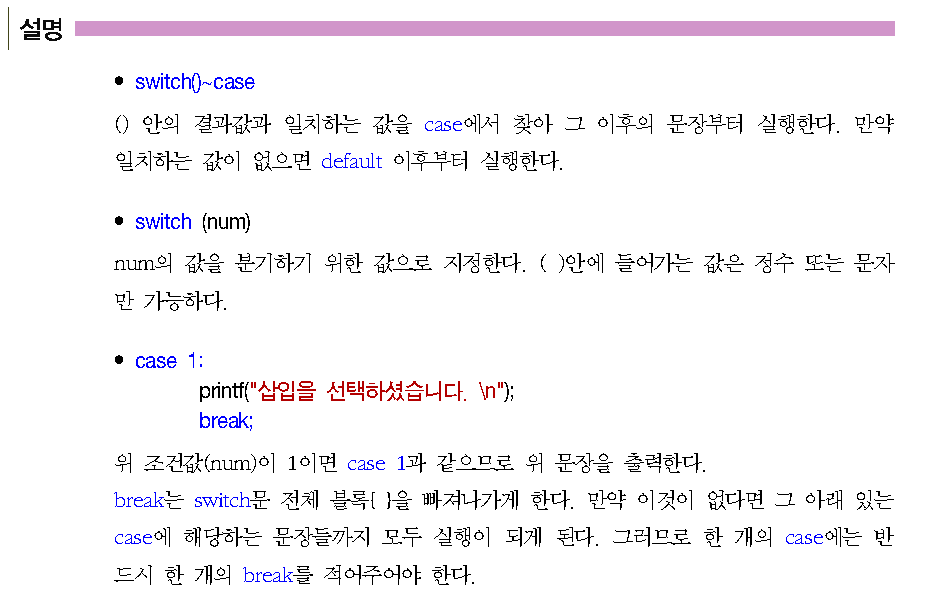 설명
• switch()~case
() 안의 결과값과 일치하는 값을 case에서 찾아 그 이후의 문장부터 실행한다. 만약
일치하는 값이 없으면 default 이후부터 실행한다.
• switch (num)
num의 값을 분기하기 위한 값으로 지정한다. ( )안에 들어가는 값은 정수 또는 문자
만 가능하다.
• case 1:
printf("삽입을 선택하셨습니다. \n");
break;
위 조건값(num)이 1이면 case 1과 같으므로 위 문장을 출력한다.
break는 switch문 전체 블록{ }을 빠져나가게 한다. 만약 이것이 없다면 그 아래 있는
case에 해당하는 문장들까지 모두 실행이 되게 된다. 그러므로 한 개의 case에는 반
드시 한 개의 break를 적어주어야 한다.